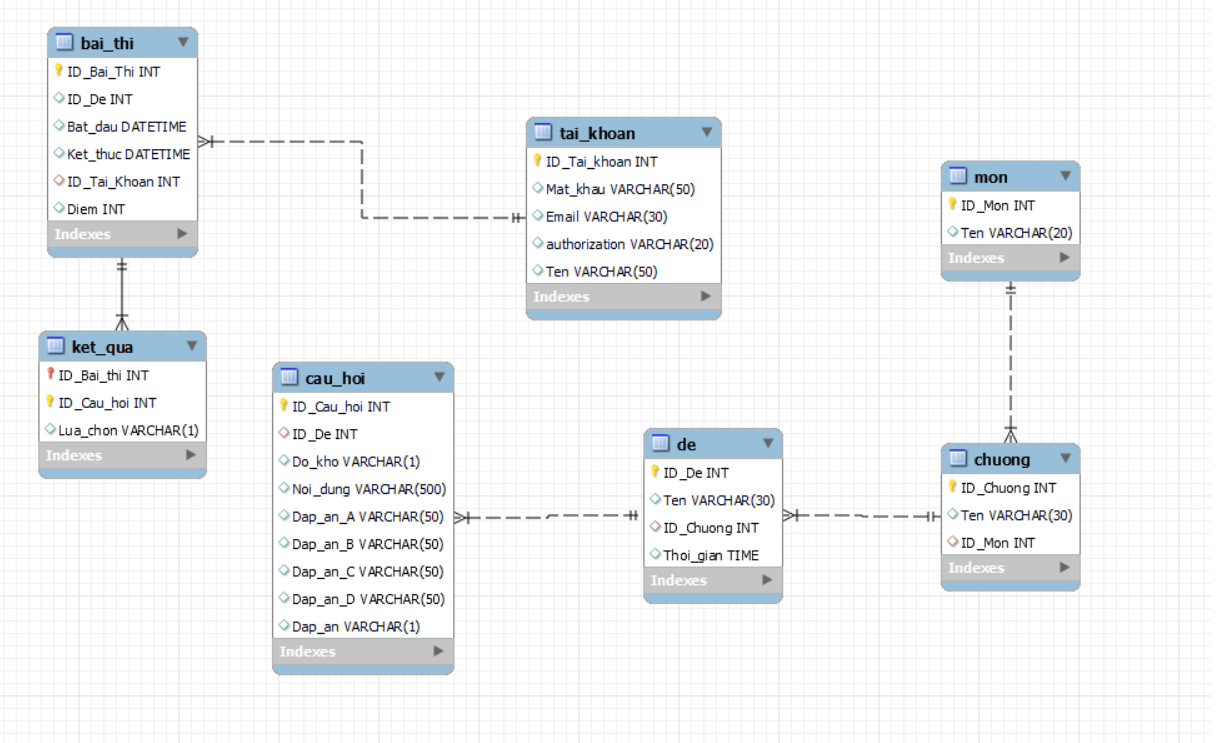 bai_thi
ID_Bai_Thi INT
ID_De INT
Bat_dau DATETIME
Ket_thuc DATETIME
ID_Tai_Khoan INT
Diem INT
Indexes
tai_khoan
ID_Tai_khoan INT
Mat_khau VARCHAR(50)
Email VARCHAR(30)
authorization VARCHAR(20)
Ten VARCHAR(50)
Indexes
mon
ID_Mon INT
Ten VARCHAR(20)
Indexes
ket_qua
ID_Bai_thi INT
ID_Cau_hoi INT
Lua_chon VARCHAR(1)
Indexes
cau_hoi
ID_Cau_hoi INT
ID_De INT
Do_kho VARCHAR(1)
Noi_dung VARCHAR(500)
Dap_an_A VARCHAR(50)
Dap_an_B VARCHAR(50)
Dap_an_C VARCHAR(50)
Dap_an_D VARCHAR(50)
Dap_an VARCHAR(1)
Indexes
de
ID_De INT
Ten VARCHAR(30)
ID_Chuong INT
Thoi_gian TIME
Indexes
chuong
ID_Chuong INT
Ten VARCHAR(30)
ID_Mon INT
Indexes